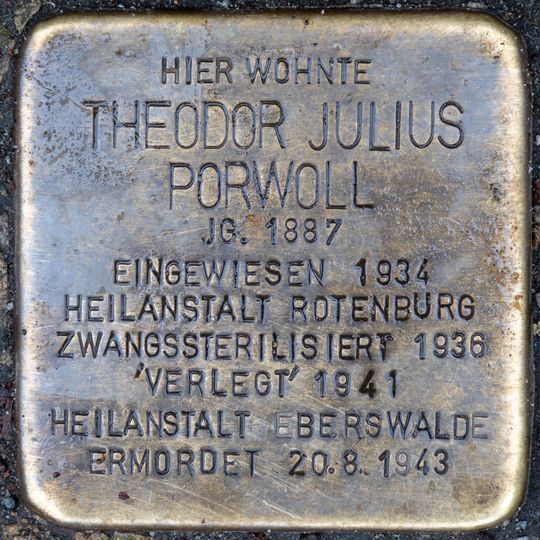 HIER WOHNTE
THEODOR JULIUS
PORWOLL
JG. 1887
EINGEWIESEN 1934
HEILANSTALT ROTENBURG
ZWANGSSTERILISIERT 1936
'VERLEGT' 1941
HEILANSTALT EBERSWALDE
ERMORDET 20.8.1943